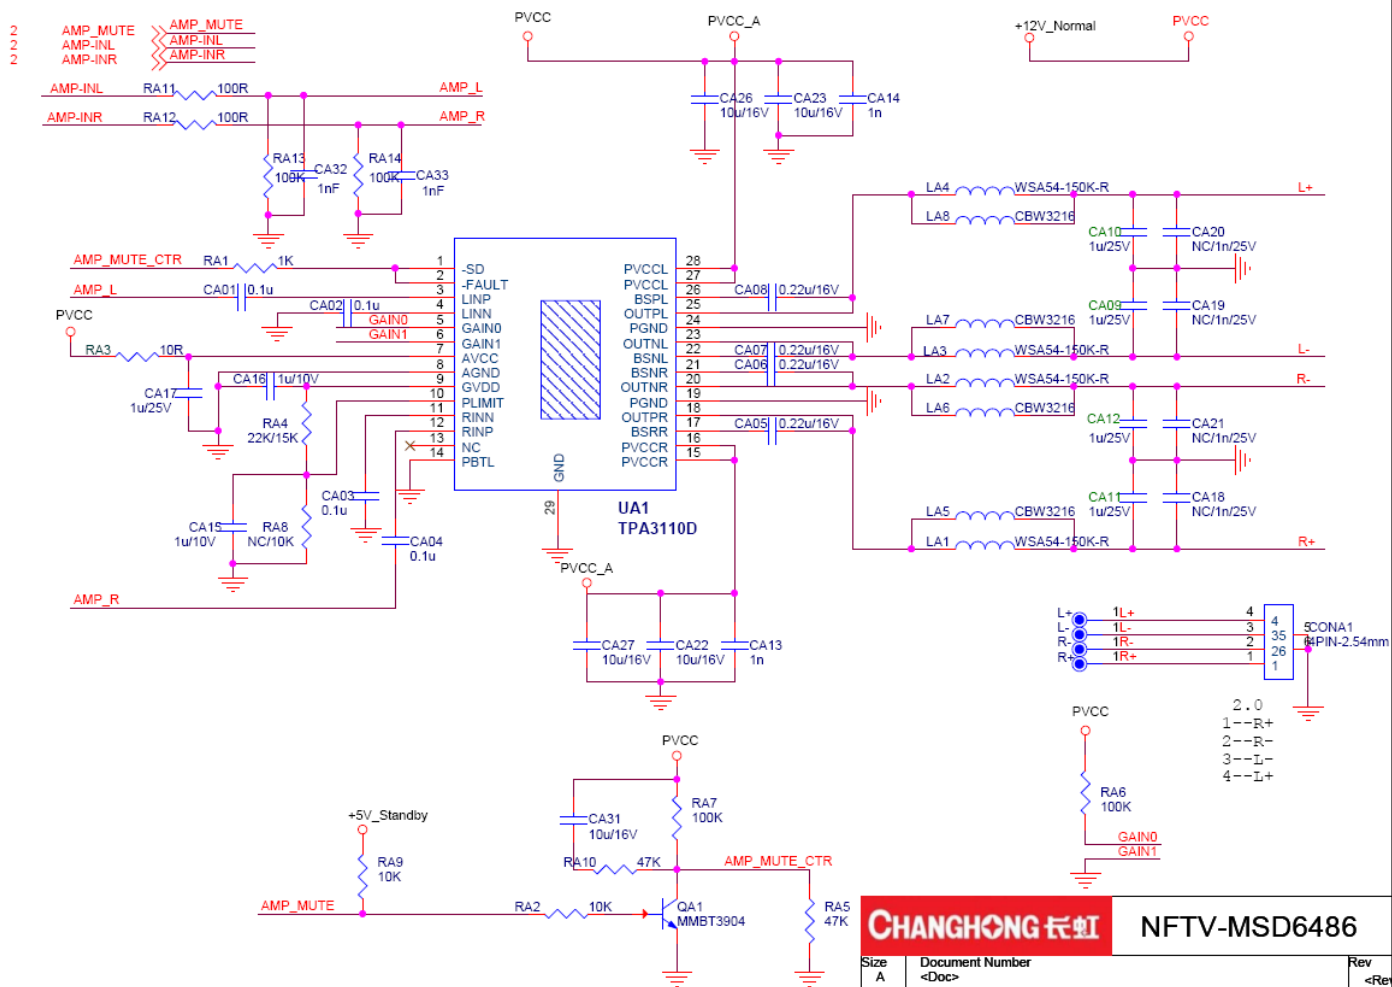 2 AMP_MUTE AMP_MUTE
2 AMP-INL AMP-INL
2 AMP-INR AMP-INR
AMP-INL RA11 100R AMP_L
AMP-INR RA12 100R AMP_R
RA13 100K CA32 1nF
RA14 100K CA33 1nF
PVCC
PVCC_A
+12V_Normal
PVCC
CA26 10u/16V
CA23 10u/16V
CA14 1n
AMP_MUTE_CTR RA1 1K
AMP_L CA01 0.1u
CA02 0.1u
GAIN0
GAIN1
PVCC
RA3 10R
CA17 1u/25V
CA16 1u/10V
RA4 22K/15K
CA15 1u/10V
RA8 NC/10K
CA03 0.1u
CA04 0.1u
AMP_R
1 -SD
2 -FAULT
3 LINP
4 LINN
5 GAIN0
6 GAIN1
7 AVCC
8 AGND
9 GVDD
10 PLIMIT
11 RINN
12 RINP
13 NC
14 PBTL
PVCCL 28
PVCCL 27
BSPL 26
OUTPL 25
PGND 24
OUTNL 23
BSNL 22
BSNR 21
OUTNR 20
PGND 19
OUTPR 18
BSRR 17
PVCCR 16
PVCCR 15
GND
29
UA1
TPA3110D
CA08 0.22u/16V
CA07 0.22u/16V
CA06 0.22u/16V
CA05 0.22u/16V
LA4 WSA54-150K-R L+
LA8 CBW3216
CA10 1u/25V
CA20 NC/1n/25V
CA09 1u/25V
CA19 NC/1n/25V
LA7 CBW3216
LA3 WSA54-150K-R L-
LA2 WSA54-150K-R R-
LA6 CBW3216
CA12 1u/25V
CA21 NC/1n/25V
CA11 1u/25V
CA18 NC/1n/25V
LA5 CBW3216
LA1 WSA54-150K-R R+
PVCC_A
CA27 10u/16V
CA22 10u/16V
CA13 1n
L+ 1 L+ 4 4
L- 1 L- 3 35 5 CONA1
R- 1 R- 2 26 6 4PIN-2.54mm
R+ 1 R+ 1 1
2.0
1--R+
2--R-
3--L-
4--L+
PVCC
RA6
100K
GAIN0
GAIN1
PVCC
CA31
10u/16V
RA7
100K
RA10 47K
AMP_MUTE_CTR
+5V_Standby
RA9
10K
AMP_MUTE
RA2 10K
QA1
MMBT3904
RA5
47K
CHANGHONG 长虹
NFTV-MSD6486
Size
A
Document Number
<Doc>
Rev